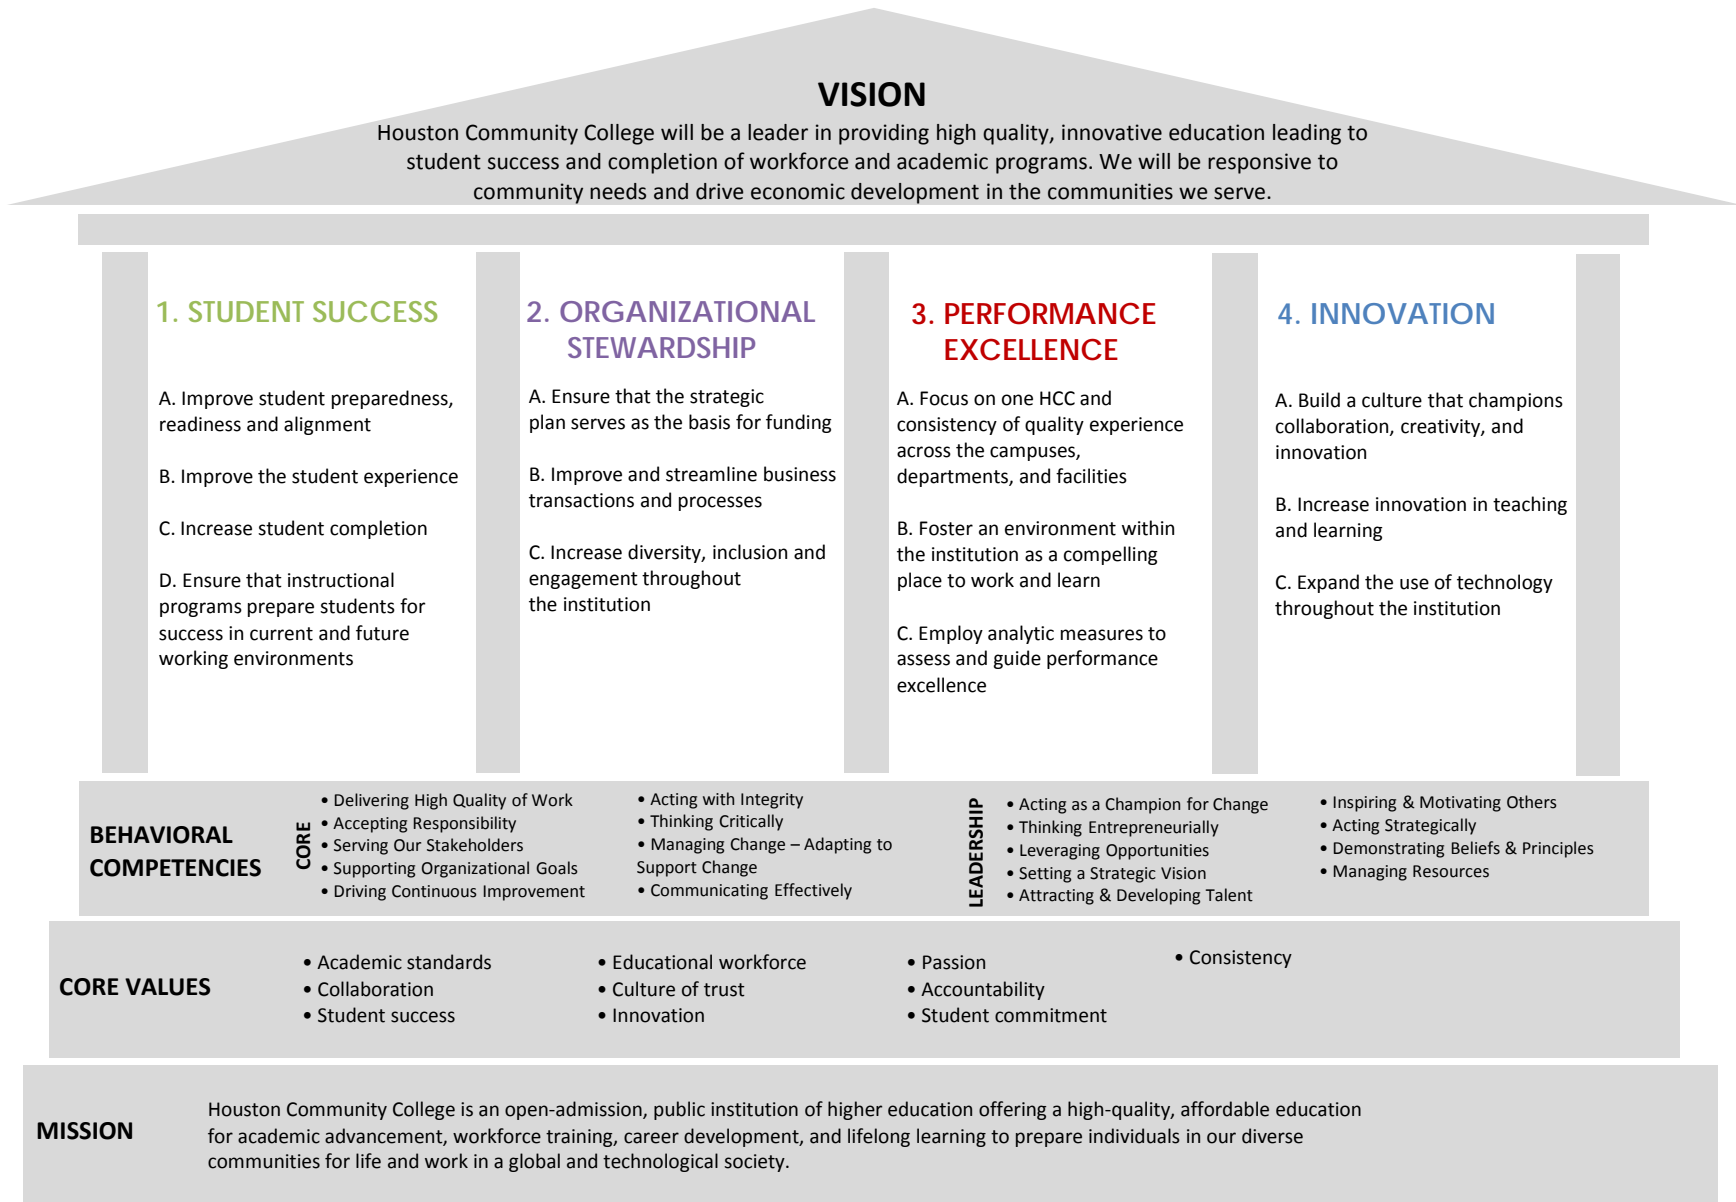 VISION
Houston Community College will be a leader in providing high quality, innovative education leading to
student success and completion of workforce and academic programs. We will be responsive to
community needs and drive economic development in the communities we serve.
1. STUDENT SUCCESS
A. Improve student preparedness,
readiness and alignment
B. Improve the student experience
C. Increase student completion
D. Ensure that instructional
programs prepare students for
success in current and future
working environments
2. ORGANIZATIONAL
STEWARDSHIP
A. Ensure that the strategic
plan serves as the basis for funding
B. Improve and streamline business
transactions and processes
C. Increase diversity, inclusion and
engagement throughout
the institution
3. PERFORMANCE
EXCELLENCE
A. Focus on one HCC and
consistency of quality experience
across the campuses,
departments, and facilities
B. Foster an environment within
the institution as a compelling
place to work and learn
C. Employ analytic measures to
assess and guide performance
excellence
4. INNOVATION
A. Build a culture that champions
collaboration, creativity, and
innovation
B. Increase innovation in teaching
and learning
C. Expand the use of technology
throughout the institution
BEHAVIORAL
COMPETENCIES
CORE
• Delivering High Quality of Work
• Accepting Responsibility
• Serving Our Stakeholders
• Supporting Organizational Goals
• Driving Continuous Improvement
• Acting with Integrity
• Thinking Critically
• Managing Change – Adapting to
Support Change
• Communicating Effectively
LEADERSHIP
• Acting as a Champion for Change
• Thinking Entrepreneurially
• Leveraging Opportunities
• Setting a Strategic Vision
• Attracting & Developing Talent
• Inspiring & Motivating Others
• Acting Strategically
• Demonstrating Beliefs & Principles
• Managing Resources
CORE VALUES
• Academic standards
• Collaboration
• Student success
• Educational workforce
• Culture of trust
• Innovation
• Passion
• Accountability
• Student commitment
• Consistency
MISSION
Houston Community College is an open-admission, public institution of higher education offering a high-quality, affordable education
for academic advancement, workforce training, career development, and lifelong learning to prepare individuals in our diverse
communities for life and work in a global and technological society.